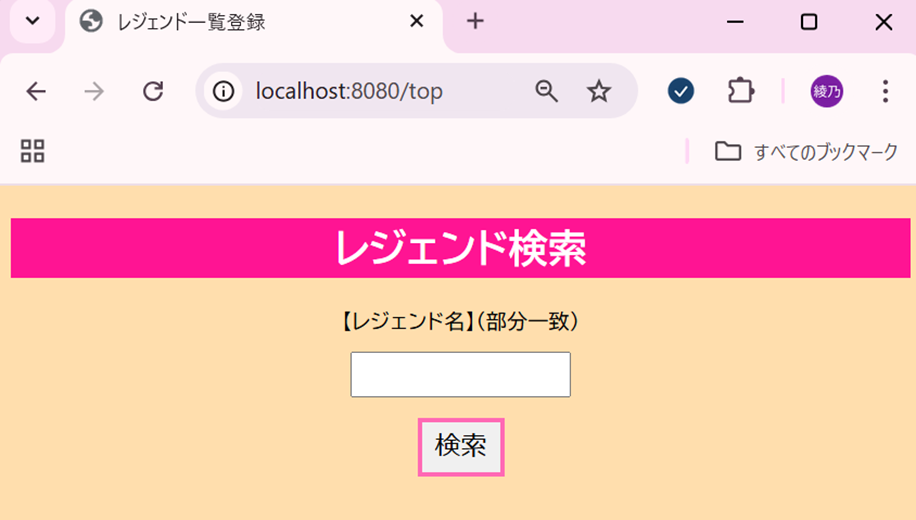 レジェンド一覧登録
localhost:8080/top
綾乃
すべてのブックマーク
レジェンド検索
【レジェンド名】(部分一致)
検索